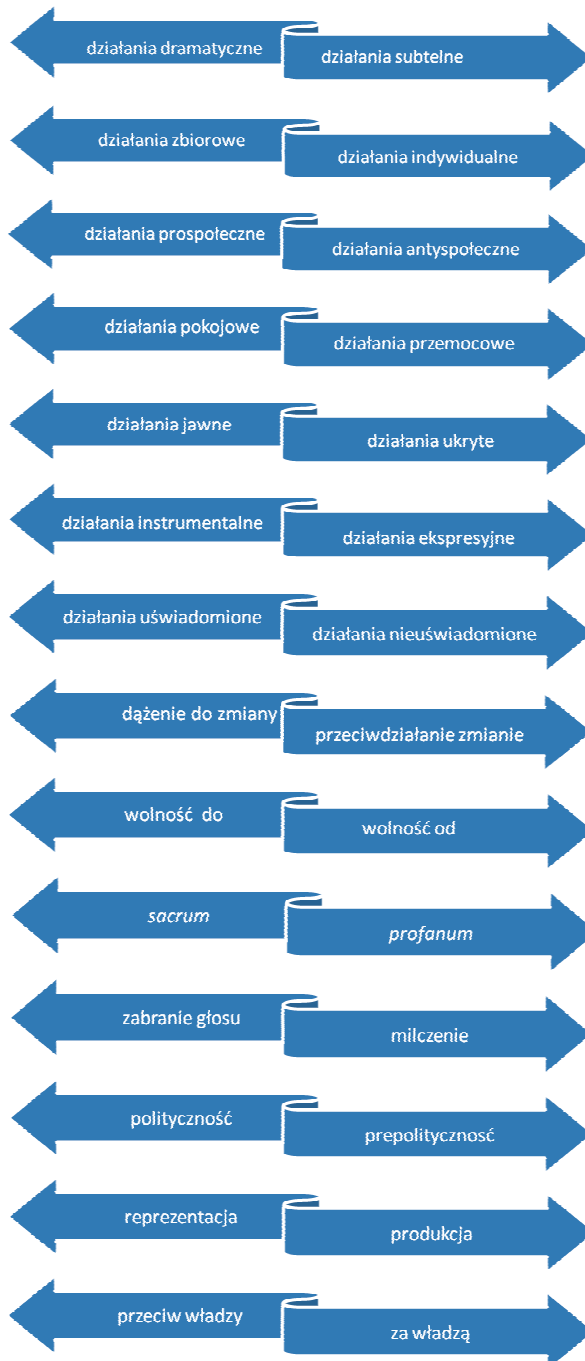 działania dramatyczne
działania subtelne
działania zbiorowe
działania indywidualne
działania prospołeczne
działania antyspołeczne
działania pokojowe
działania przemocowe
działania jawne
działania ukryte
działania instrumentalne
działania ekspresyjne
działania uświadomione
działania nieuświadomione
dążenie do zmiany
przeciwdziałanie zmianie
wolność do
wolność od
sacrum
profanum
zabranie głosu
milczenie
polityczność
prepolitycznosć
reprezentacja
produkcja
przeciw władzy
za władzą